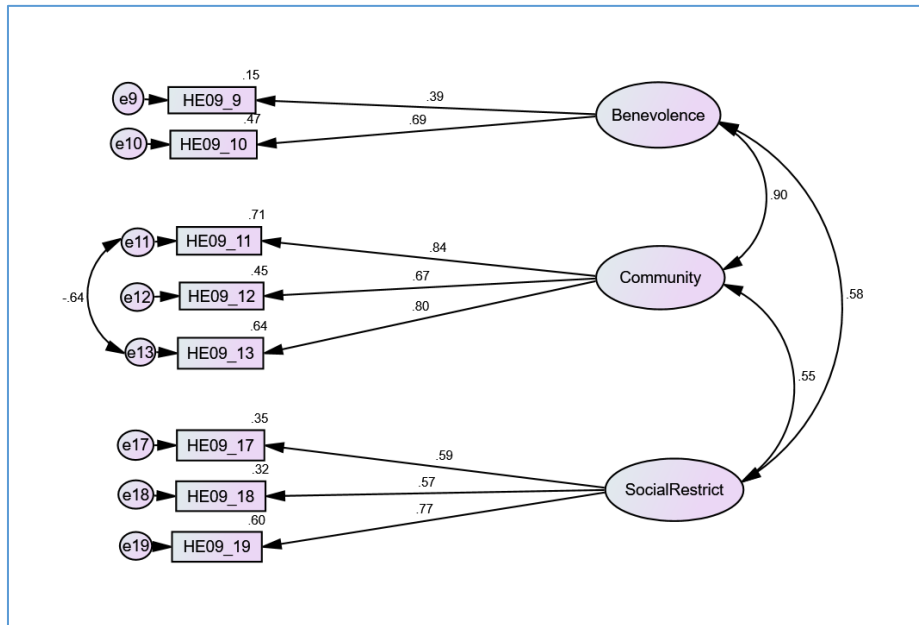 .15
e9
HE09_9
.39
Benevolence
.47
e10
HE09_10
.69
.90
.71
e11
HE09_11
.84
.45
e12
HE09_12
.67
Community
-.64
.58
.64
e13
HE09_13
.80
.55
.35
e17
HE09_17
.59
.32
e18
HE09_18
.57
SocialRestrict
.60
e19
HE09_19
.77